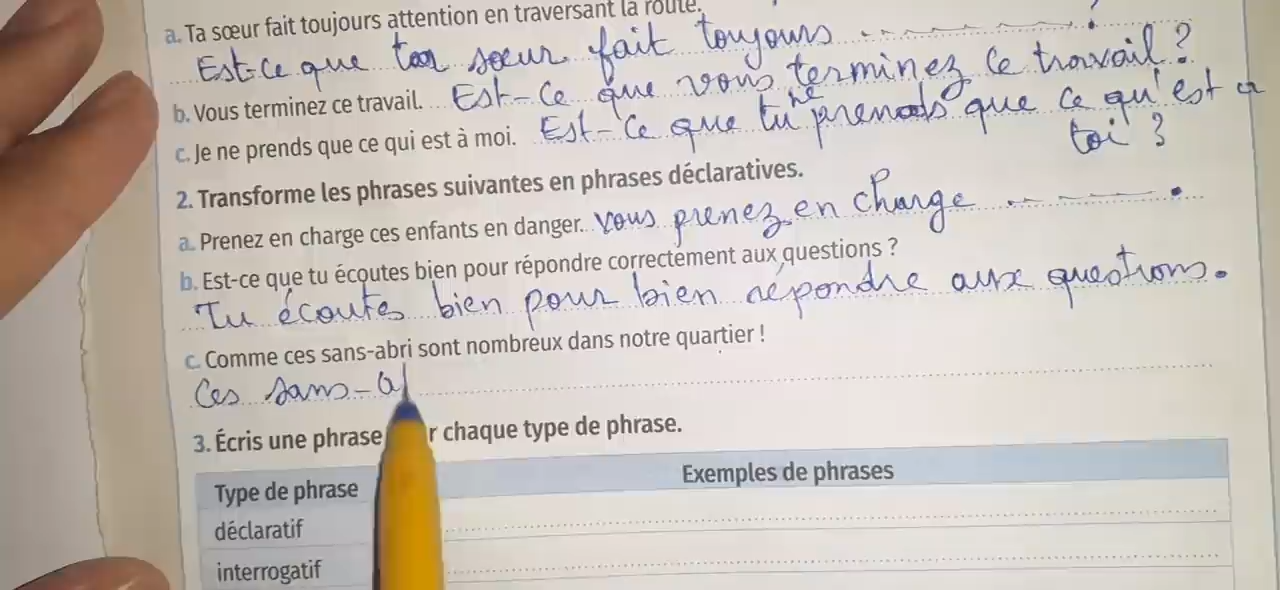 a. Ta sœur fait toujours attention en traversant la route.
Est-ce que ta sœur fait toujours
b. Vous terminez ce travail. Est-ce que vous terminez ce travail ?
c. Je ne prends que ce qui est à moi. Est-ce que tu ne prends que ce qu'est à
toi ?
2. Transforme les phrases suivantes en phrases déclaratives.
a. Prenez en charge ces enfants en danger. Vous prenez en charge
b. Est-ce que tu écoutes bien pour répondre correctement aux questions ?
Tu écoutes bien pour bien répondre aux questions.
c. Comme ces sans-abri sont nombreux dans notre quartier !
Ces sans-a
3. Écris une phrase r chaque type de phrase.
Type de phrase Exemples de phrases
déclaratif
interrogatif